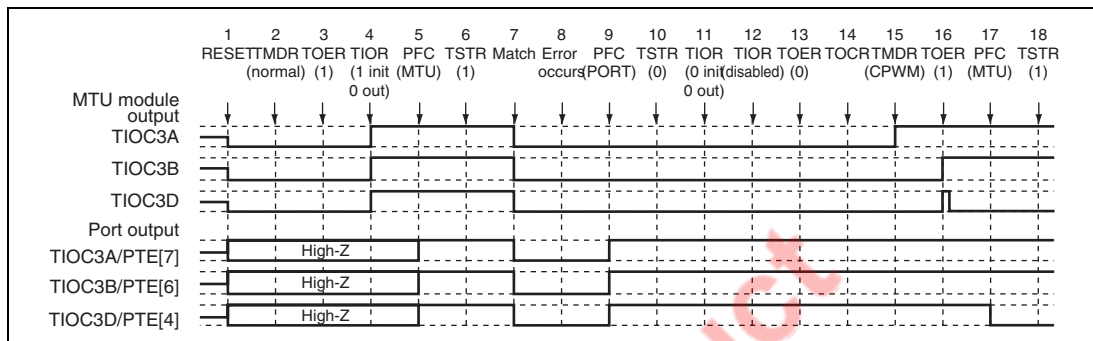 1 2 3 4 5 6 7 8 9 10 11 12 13 14 15 16 17 18
RESET TMDR TOER TIOR PFC TSTR Match Error PFC TSTR TIOR TIOR TOER TOCR TMDR TOER PFC TSTR
(normal) (1) (1 init (MTU) (1) occurs (PORT) (0) (0 init (disabled) (0) (CPWM) (1) (MTU) (1)
0 out) 0 out)
MTU module
output
TIOC3A
TIOC3B
TIOC3D
Port output
TIOC3A/PTE[7] High-Z
TIOC3B/PTE[6] High-Z
TIOC3D/PTE[4] High-Z
uct